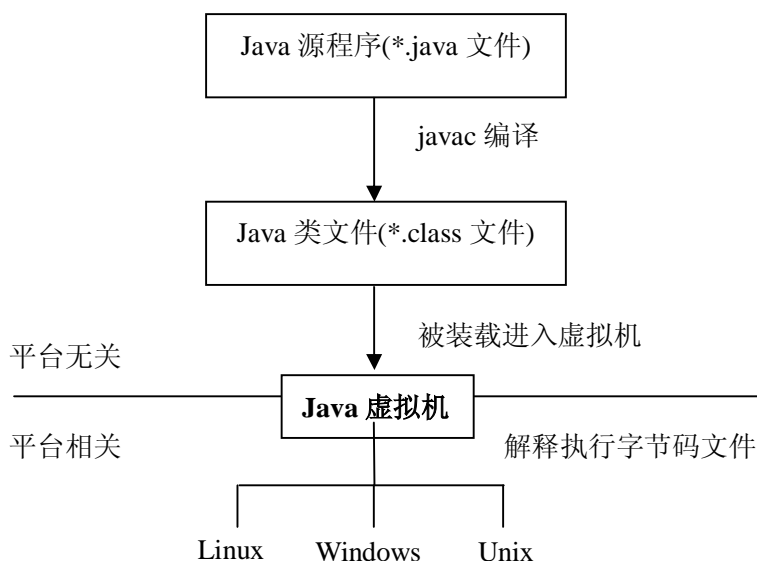 Java 源程序(*.java 文件)
javac 编译
Java 类文件(*.class 文件)
被装载进入虚拟机
平台无关
Java 虚拟机
平台相关
解释执行字节码文件
Linux Windows Unix